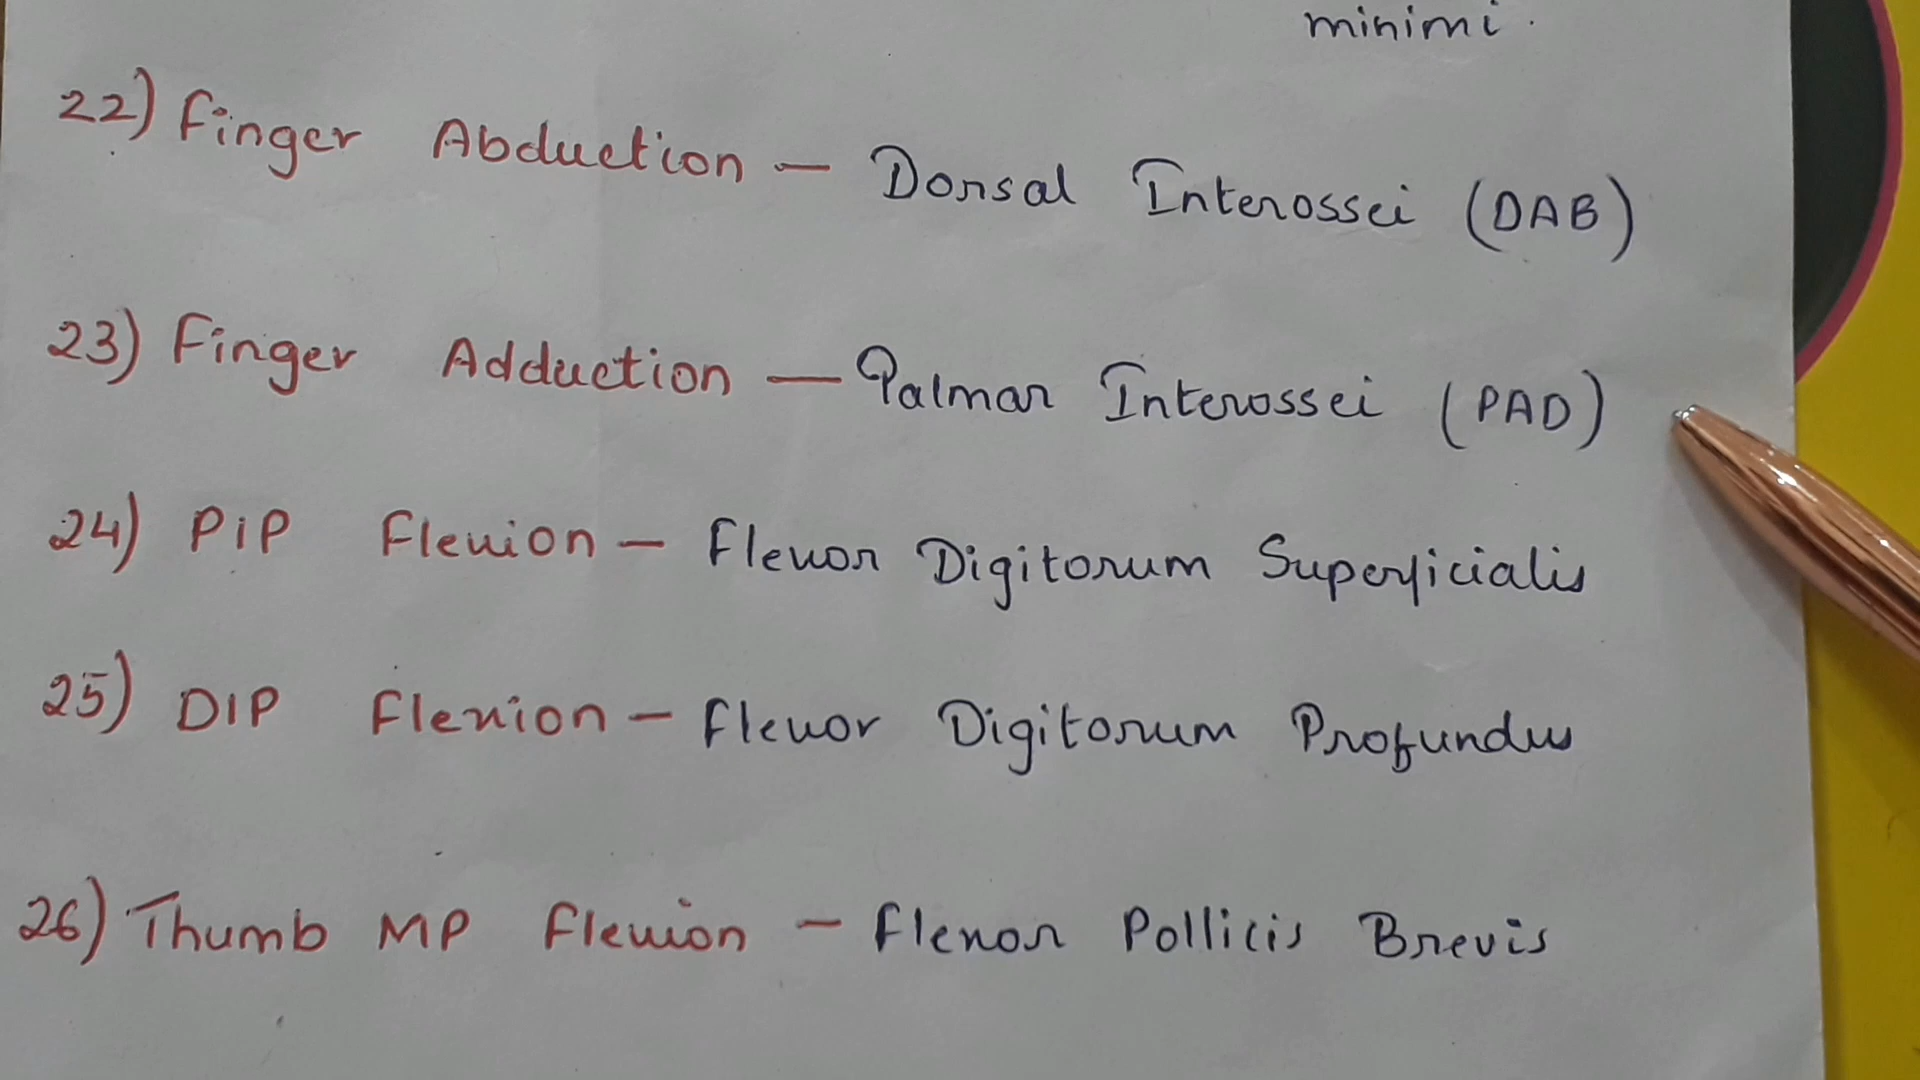 minimi.
22) Finger Abduction - Dorsal Interossei (DAB)
23) Finger Adduction - Palmar Interossei (PAD)
24) PIP Flexion - Flexor Digitorum Superficialis
25) DIP Flexion - Flexor Digitorum Profundus
26) Thumb MP Flexion - Flexor Pollicis Brevis